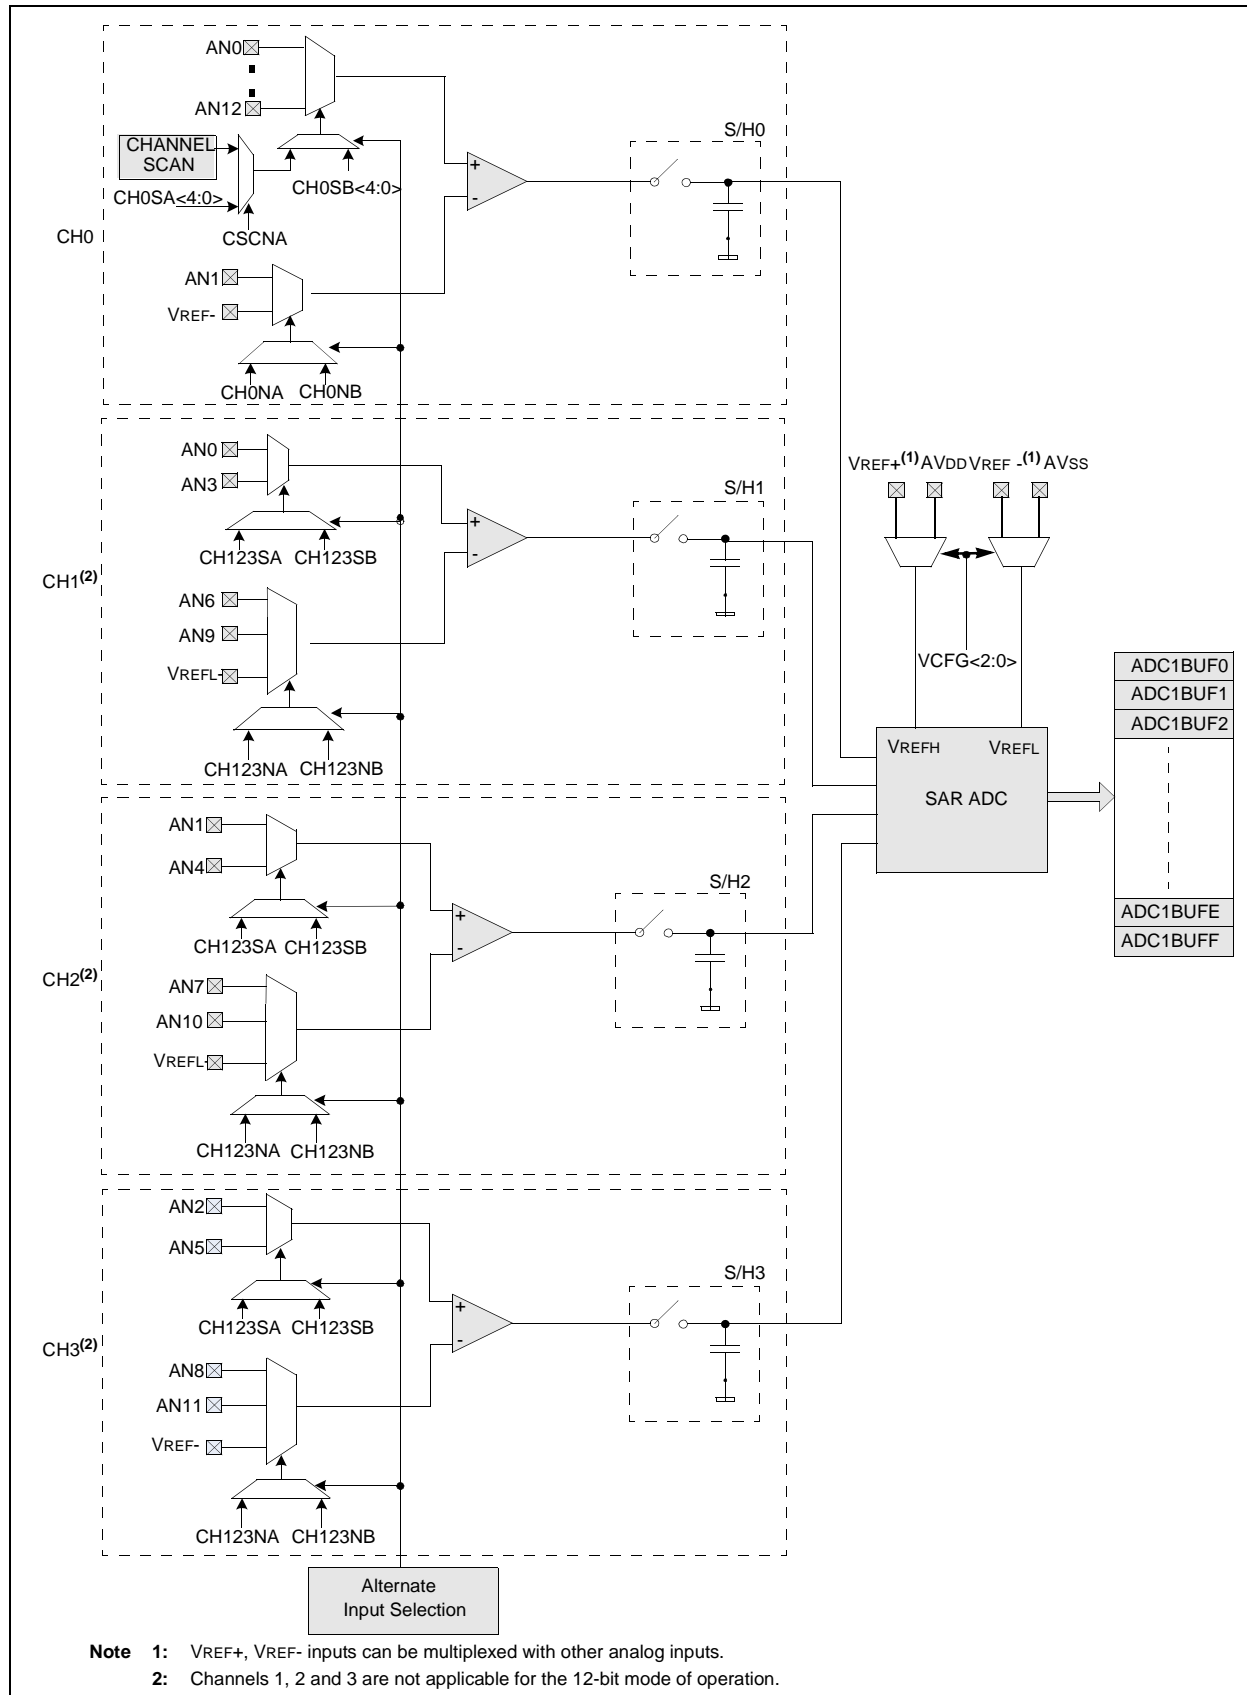 AN0
AN12
CHANNEL
SCAN
CH0SA<4:0>
CH0SB<4:0>
CSCNA
CH0
AN1
VREF-
CH0NA CH0NB
+
-
S/H0
AN0
AN3
CH123SA CH123SB
CH1(2)
AN6
AN9
VREFL-
CH123NA CH123NB
+
-
S/H1
VREF+(1) AVDD VREF -(1) AVSS
VCFG<2:0>
VREFH VREFL
SAR ADC
ADC1BUF0
ADC1BUF1
ADC1BUF2
ADC1BUFE
ADC1BUFF
AN1
AN4
CH123SA CH123SB
CH2(2)
AN7
AN10
VREFL-
CH123NA CH123NB
+
-
S/H2
AN2
AN5
CH123SA CH123SB
CH3(2)
AN8
AN11
VREF-
CH123NA CH123NB
+
-
S/H3
Alternate
Input Selection
Note 1: VREF+, VREF- inputs can be multiplexed with other analog inputs.
2: Channels 1, 2 and 3 are not applicable for the 12-bit mode of operation.